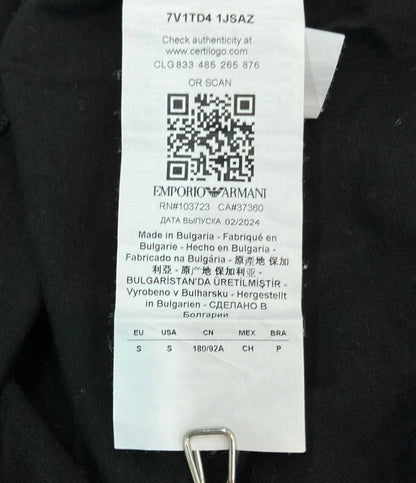 7V1TD4 1JSAZ
Check authenticity at
www.certilogo.com
CLG 833 485 265 876
OR SCAN
EMPORIO ARMANI
RN#103723 CA#37360
ДАТА ВЫПУСКА 02/2024
Made in Bulgaria - Fabriqué en
Bulgarie - Hecho en Bulgaria -
Fabricado na Bulgária - 原產地 保加
利亞 - 原产地 保加利亚 -
BULGARİSTAN'DA ÜRETİLMİŞTİR -
Vyrobeno v Bulharsku - Hergestellt
in Bulgarien - СДЕЛАНО В
Болгарии
EU USA CN MEX BRA
S S 180/92A CH P